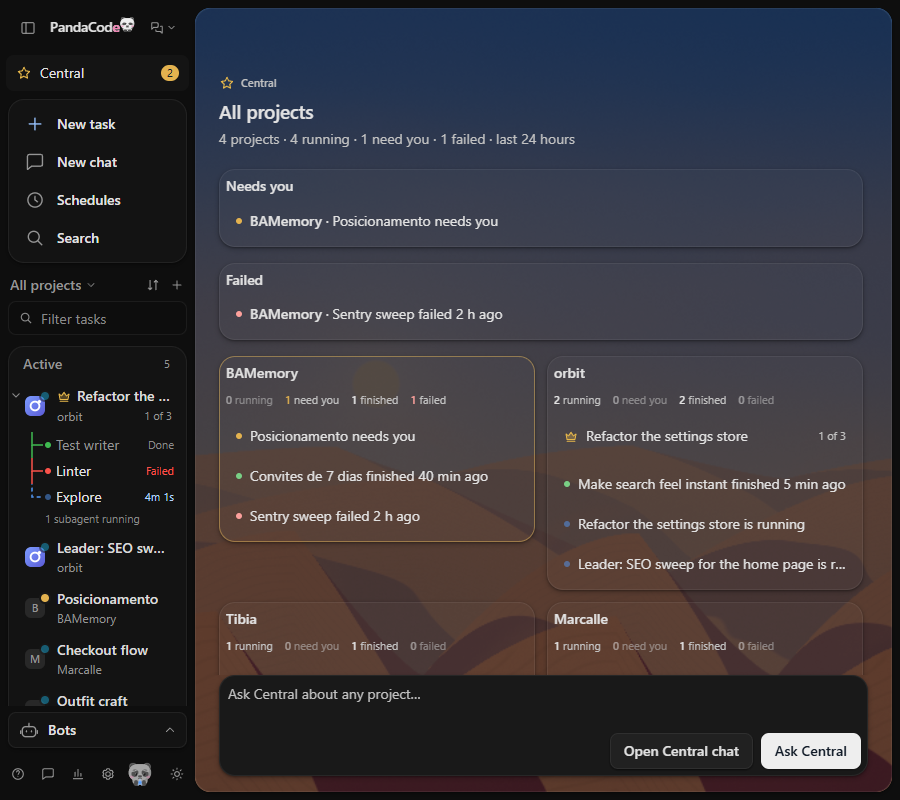 PandaCode
Central
2
New task
New chat
Schedules
Search
All projects
Filter tasks
Active
5
Refactor the ...
orbit
1 of 3
Test writer
Done
Linter
Failed
Explore
4m 1s
1 subagent running
Leader: SEO sw...
orbit
B
Posicionamento
BAMemory
M
Checkout flow
Marcalle
Outfit craft
Bots
Central
All projects
4 projects · 4 running · 1 need you · 1 failed · last 24 hours
Needs you
BAMemory · Posicionamento needs you
Failed
BAMemory · Sentry sweep failed 2 h ago
BAMemory
0 running 1 need you 1 finished 1 failed
Posicionamento needs you
Convites de 7 dias finished 40 min ago
Sentry sweep failed 2 h ago
orbit
2 running 0 need you 2 finished 0 failed
Refactor the settings store 1 of 3
Make search feel instant finished 5 min ago
Refactor the settings store is running
Leader: SEO sweep for the home page is r...
Tibia
1 running 0 need you 1 finished 0 failed
Marcalle
1 running 0 need you 1 finished 0 failed
Ask Central about any project...
Open Central chat
Ask Central